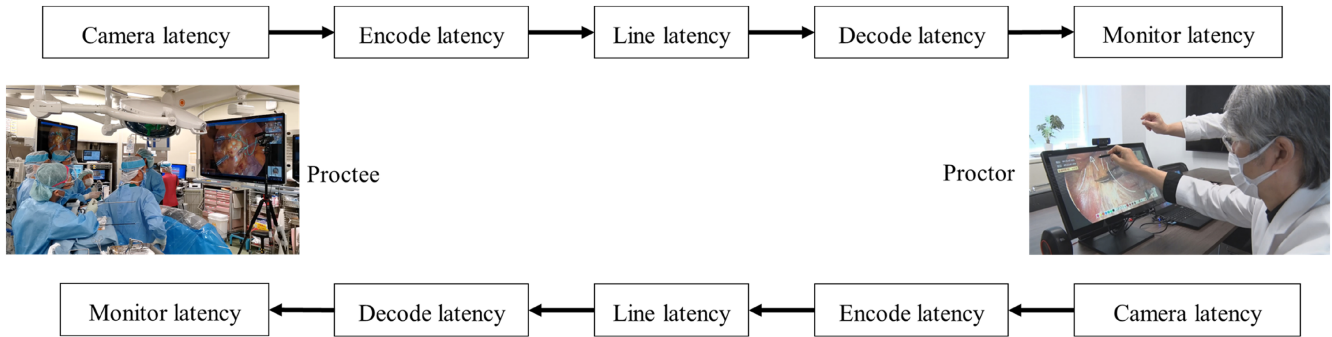 Camera latency
Encode latency
Line latency
Decode latency
Monitor latency
Proctee
Proctor
Monitor latency
Decode latency
Line latency
Encode latency
Camera latency